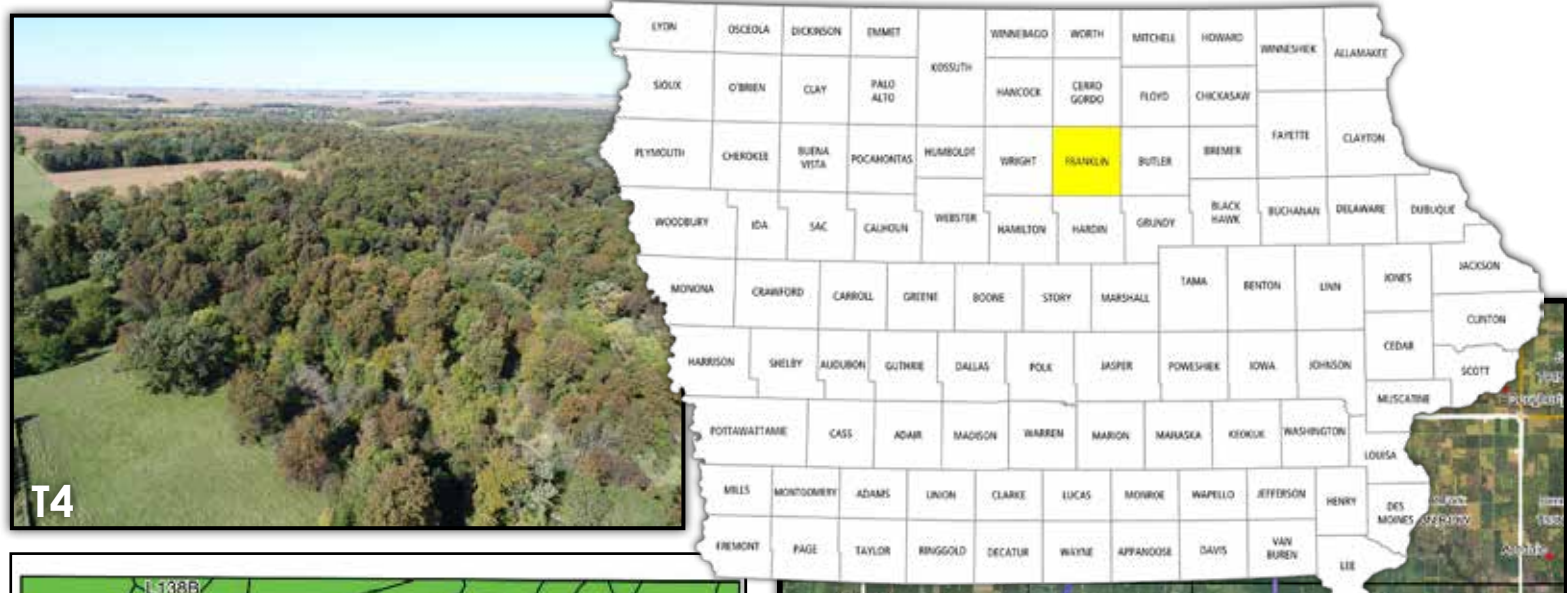 LYON
OSCEOLA
DICKINSON
EMMET
WINNEBAGO
WORTH
MITCHELL
HOWARD
WINNESHIEK
ALLAMAKEE
KOSSUTH
SIOUX
O'BRIEN
CLAY
PALO
ALTO
HANCOCK
CERRO
GORDO
FLOYD
CHICKASAW
FAYETTE
CLAYTON
PLYMOUTH
CHEROKEE
BUENA
VISTA
POCAHONTAS
HUMBOLDT
WRIGHT
FRANKLIN
BUTLER
BREMER
WOODBURY
IDA
SAC
CALHOUN
WEBSTER
HAMILTON
HARDIN
GRUNDY
BLACK
HAWK
BUCHANAN
DELAWARE
DUBUQUE
MONONA
CRAWFORD
CARROLL
GREENE
BOONE
STORY
MARSHALL
TAMA
BENTON
LINN
JONES
JACKSON
CLINTON
HARRISON
SHELBY
AUDUBON
GUTHRIE
DALLAS
POLK
JASPER
POWESHIEK
IOWA
JOHNSON
CEDAR
SCOTT
MUSCATINE
POTTAWATTAMIE
CASS
ADAIR
MADISON
WARREN
MARION
MAHASKA
KEOKUK
WASHINGTON
LOUISA
MILLS
MONTGOMERY
ADAMS
UNION
CLARKE
LUCAS
MONROE
WAPELLO
JEFFERSON
HENRY
DES
MOINES
FREMONT
PAGE
TAYLOR
RINGGOLD
DECATUR
WAYNE
APPANOOSE
DAVIS
VAN
BUREN
LEE
T4
L138B